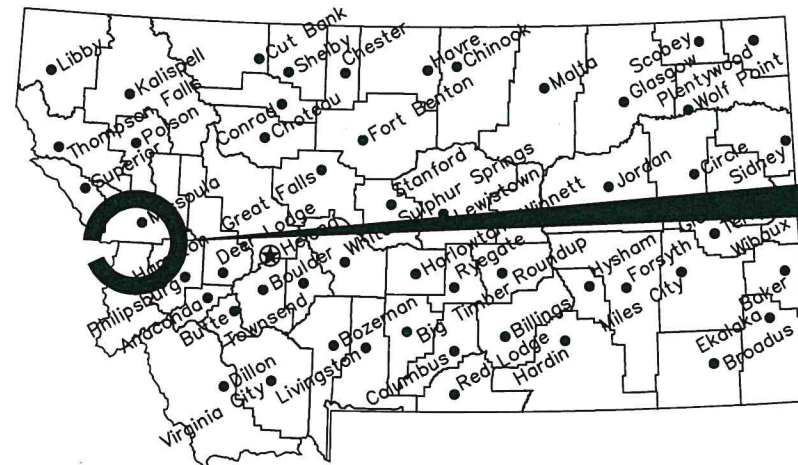 Libby
Kalispell
Cut Bank
Shelby
Chester
Havre
Chinook
Malta
Scobey
Glasgow
Plentywood
Wolf Point
Thompson Falls
Polson
Conrad
Choteau
Fort Benton
Superior
Missoula
Great Falls
Stanford
Lewistown
Winnett
Jordan
Circle
Sidney
Deer Lodge
Helena
Boulder
White Sulphur Springs
Harlowton
Ryegate
Roundup
Hysham
Forsyth
Miles City
Wibaux
Baker
Philipsburg
Anaconda
Butte
Townsend
Bozeman
Big Timber
Billings
Ekalaka
Broadus
Dillon
Virginia City
Livingston
Columbus
Red Lodge
Hardin